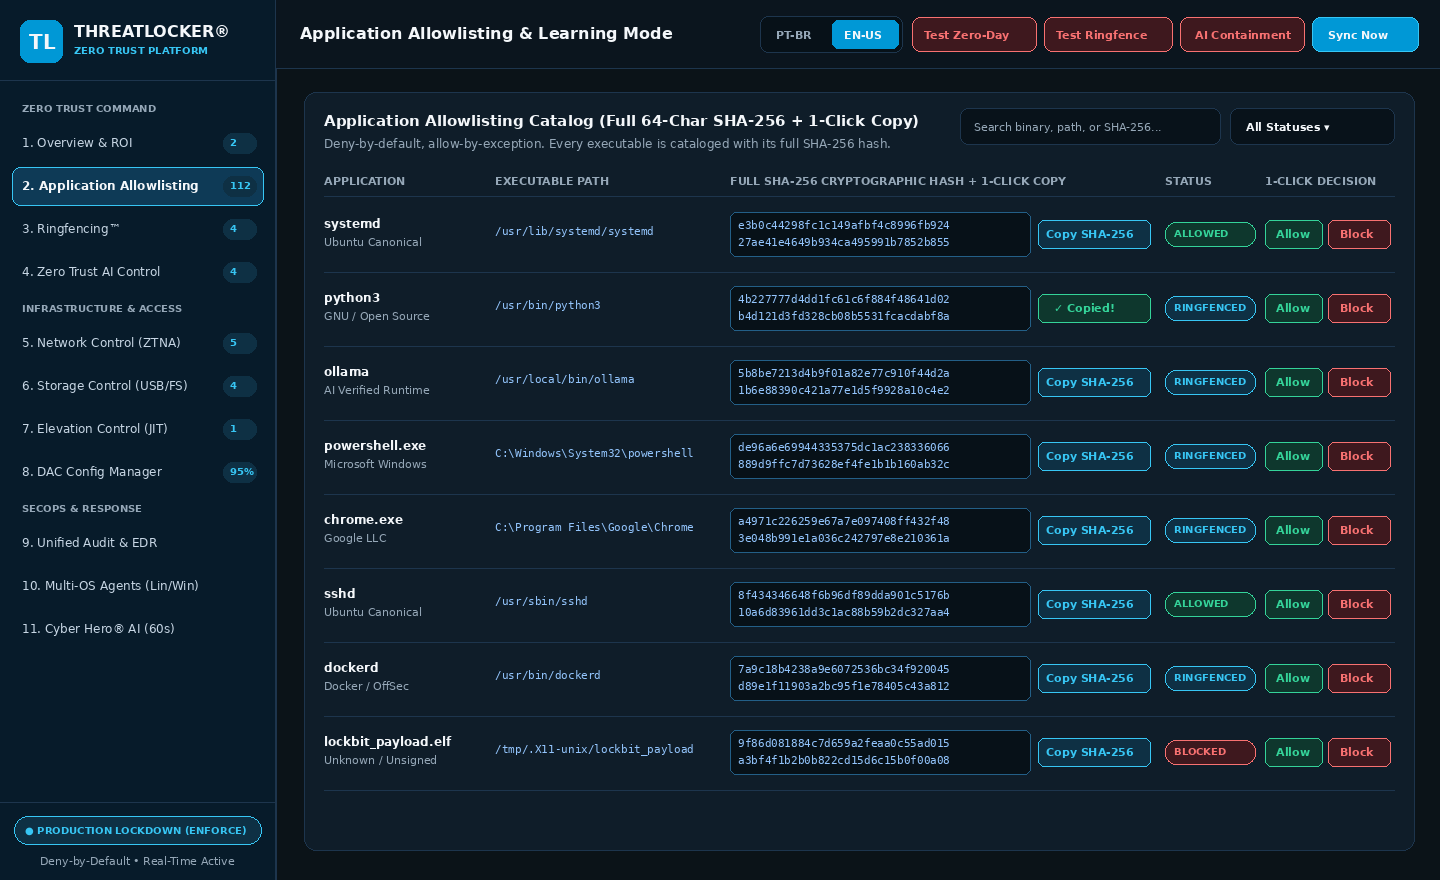 TL
THREATLOCKER®
ZERO TRUST PLATFORM
ZERO TRUST COMMAND
1. Overview & ROI 2
2. Application Allowlisting 112
3. Ringfencing™ 4
4. Zero Trust AI Control 4
INFRASTRUCTURE & ACCESS
5. Network Control (ZTNA) 5
6. Storage Control (USB/FS) 4
7. Elevation Control (JIT) 1
8. DAC Config Manager 95%
SECOPS & RESPONSE
9. Unified Audit & EDR
10. Multi-OS Agents (Lin/Win)
11. Cyber Hero® AI (60s)
● PRODUCTION LOCKDOWN (ENFORCE)
Deny-by-Default • Real-Time Active
Application Allowlisting & Learning Mode
PT-BR EN-US Test Zero-Day Test Ringfence AI Containment Sync Now
Application Allowlisting Catalog (Full 64-Char SHA-256 + 1-Click Copy)
Deny-by-default, allow-by-exception. Every executable is cataloged with its full SHA-256 hash.
Search binary, path, or SHA-256... All Statuses ▾
APPLICATION EXECUTABLE PATH FULL SHA-256 CRYPTOGRAPHIC HASH + 1-CLICK COPY STATUS 1-CLICK DECISION
systemd
Ubuntu Canonical
/usr/lib/systemd/systemd
e3b0c44298fc1c149afbf4c8996fb924
27ae41e4649b934ca495991b7852b855
Copy SHA-256 ALLOWED Allow Block
python3
GNU / Open Source
/usr/bin/python3
4b227777d4dd1fc61c6f884f48641d02
b4d121d3fd328cb08b5531fcacdabf8a
✓ Copied! RINGFENCED Allow Block
ollama
AI Verified Runtime
/usr/local/bin/ollama
5b8be7213d4b9f01a82e77c910f44d2a
1b6e88390c421a77e1d5f9928a10c4e2
Copy SHA-256 RINGFENCED Allow Block
powershell.exe
Microsoft Windows
C:\Windows\System32\powershell
de96a6e69944335375dc1ac238336066
889d9ffc7d73628ef4fe1b1b160ab32c
Copy SHA-256 RINGFENCED Allow Block
chrome.exe
Google LLC
C:\Program Files\Google\Chrome
a4971c226259e67a7e097408ff432f48
3e048b991e1a036c242797e8e210361a
Copy SHA-256 RINGFENCED Allow Block
sshd
Ubuntu Canonical
/usr/sbin/sshd
8f434346648f6b96df89dda901c5176b
10a6d83961dd3c1ac88b59b2dc327aa4
Copy SHA-256 ALLOWED Allow Block
dockerd
Docker / OffSec
/usr/bin/dockerd
7a9c18b4238a9e6072536bc34f920045
d89e1f11903a2bc95f1e78405c43a812
Copy SHA-256 RINGFENCED Allow Block
lockbit_payload.elf
Unknown / Unsigned
/tmp/.X11-unix/lockbit_payload
9f86d081884c7d659a2feaa0c55ad015
a3bf4f1b2b0b822cd15d6c15b0f00a08
Copy SHA-256 BLOCKED Allow Block